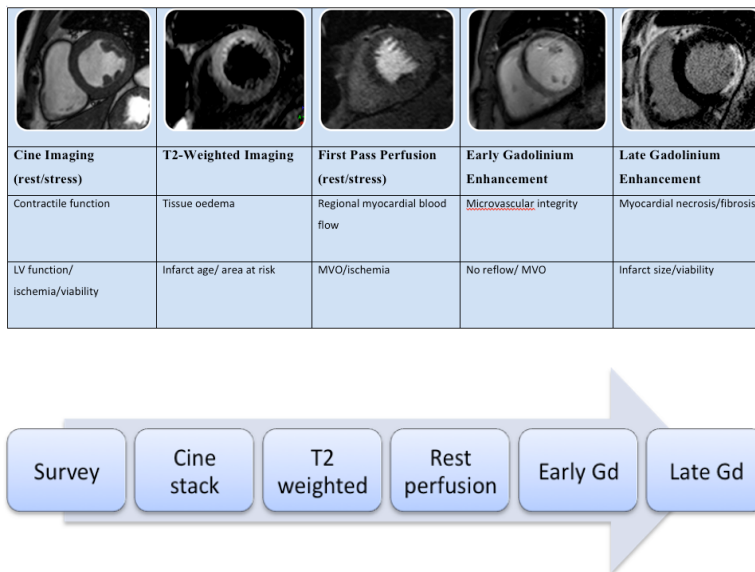 Cine Imaging
(rest/stress)
T2-Weighted Imaging
First Pass Perfusion
(rest/stress)
Early Gadolinium
Enhancement
Late Gadolinium
Enhancement
Contractile function
Tissue oedema
Regional myocardial blood
flow
Microvascular integrity
Myocardial necrosis/fibrosis
LV function/
ischemia/viability
Infarct age/ area at risk
MVO/ischemia
No reflow/ MVO
Infarct size/viability
Survey
Cine
stack
T2
weighted
Rest
perfusion
Early Gd
Late Gd